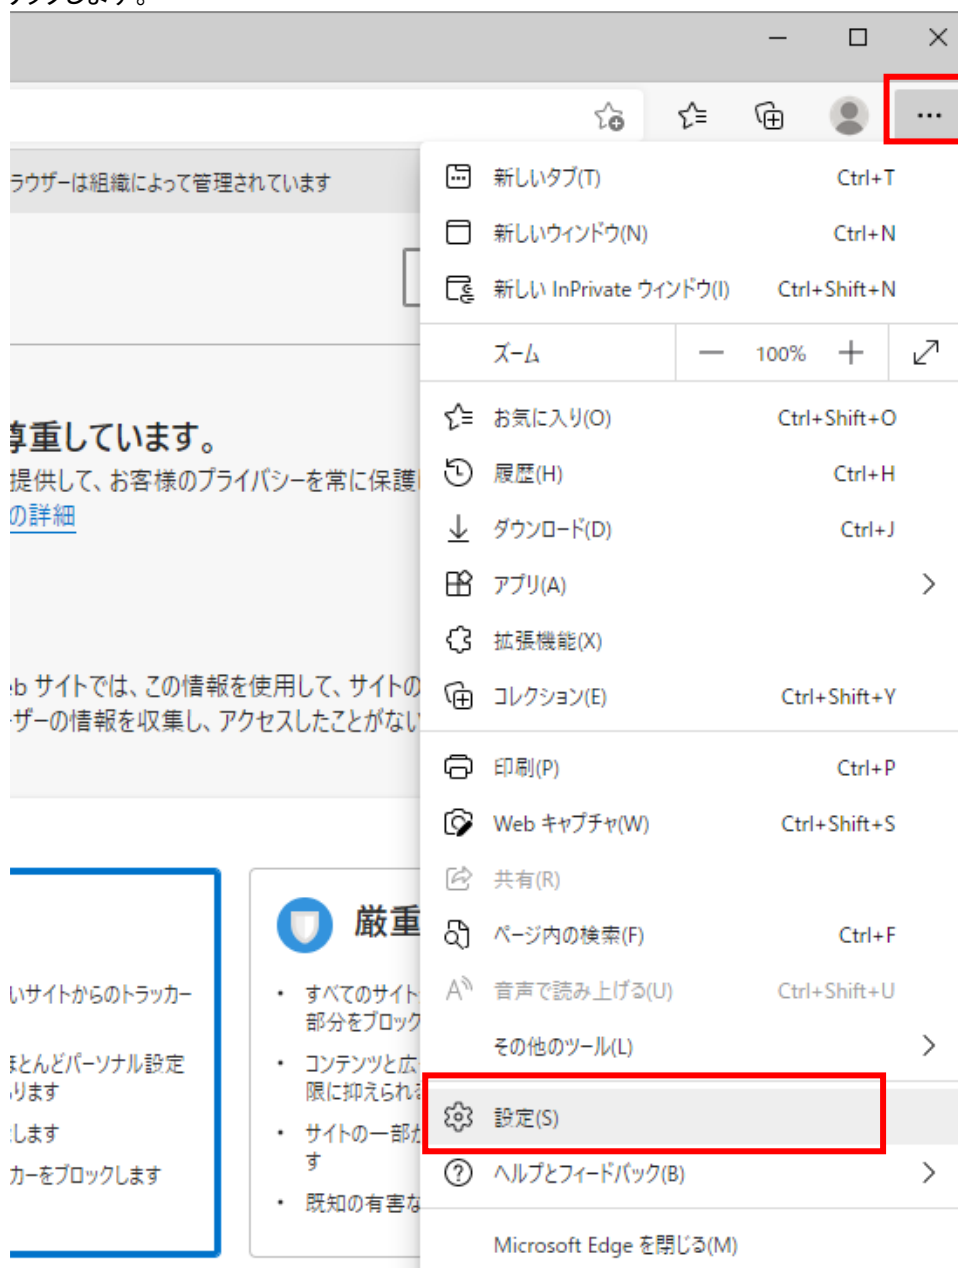 ックします。
ラウザーは組織によって管理されています
新しいタブ(T) Ctrl+T
新しいウィンドウ(N) Ctrl+N
新しい InPrivate ウィンドウ(I) Ctrl+Shift+N
ズーム 100%
お気に入り(O) Ctrl+Shift+O
履歴(H) Ctrl+H
ダウンロード(D) Ctrl+J
アプリ(A)
拡張機能(X)
コレクション(E) Ctrl+Shift+Y
印刷(P) Ctrl+P
Web キャプチャ(W) Ctrl+Shift+S
共有(R)
ページ内の検索(F) Ctrl+F
音声で読み上げる(U) Ctrl+Shift+U
その他のツール(L)
設定(S)
ヘルプとフィードバック(B)
Microsoft Edge を閉じる(M)
尊重しています。
提供して、お客様のプライバシーを常に保護
の詳細
eb サイトでは、この情報を使用して、サイトの
ーザーの情報を収集し、アクセスしたことがない
いサイトからのトラッカー
ほとんどパーソナル設定
ります
します
カーをブロックします
厳重
• すべてのサイト
部分をブロック
• コンテンツと広
限に抑えられる
• サイトの一部が
す
• 既知の有害な